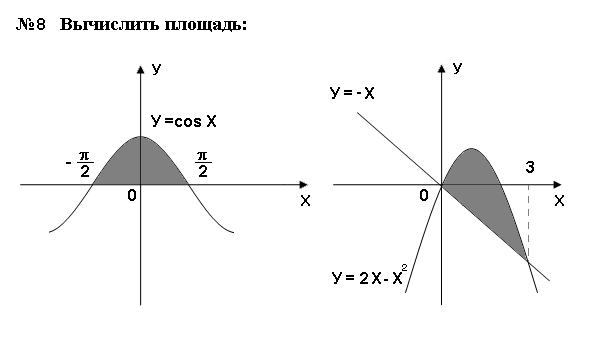 №8 Вычислить площадь:
У
У = cos X
- π/2
π/2
0
X
У
У = - X
3
0
X
У = 2X - X²